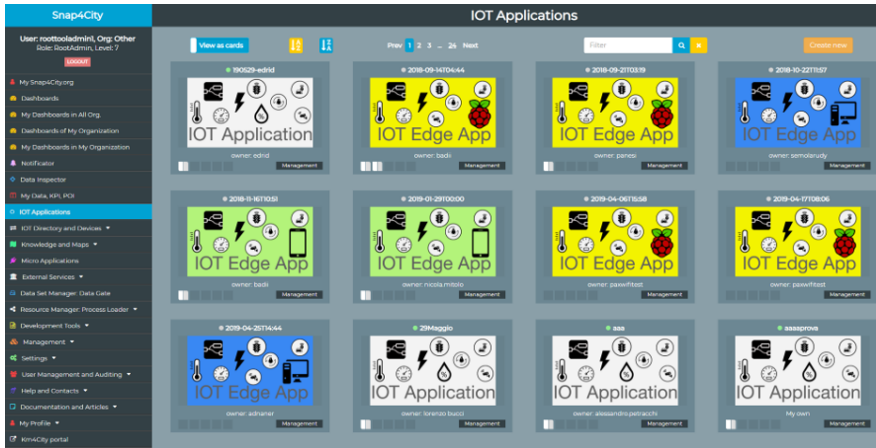 Snap4City
IOT Applications
User: roottooladmin1, Org: Other
Role: RootAdmin, Level: 7
LOGOUT
My Snap4City.org
Dashboards
My Dashboards in All Org.
Dashboards of My Organization
My Dashboards in My Organization
Notificator
Data Inspector
My Data, KPI, POI
IOT Applications
IOT Directory and Devices
Knowledge and Maps
Micro Applications
External Services
Data Set Manager: Data Gate
Resource Manager: Process Loader
Development Tools
Management
Settings
User Management and Auditing
Help and Contacts
Documentation and Articles
My Profile
Km4City portal
View as cards
Prev 1 2 3 ... 24 Next
Filter
Create new
190529-edrid
IOT Application
owner: edrid
Management
2018-09-14T04:44
IOT Edge App
owner: badii
Management
2018-09-21T03:19
IOT Edge App
owner: panesi
Management
2018-10-22T11:57
IOT Edge App
owner: semolarudy
Management
2018-11-16T10:51
IOT Edge App
owner: badii
Management
2019-01-29T00:00
IOT Edge App
owner: nicola.mitolo
Management
2019-04-06T15:58
IOT Edge App
owner: paxwifitest
Management
2019-04-17T08:06
IOT Edge App
owner: paxwifitest
Management
2019-04-25T14:44
IOT Edge App
owner: adnaner
Management
29Maggio
IOT Application
owner: lorenzo bucci
Management
aaa
IOT Application
owner: alessandro.petracchi
Management
aaaaprova
IOT Application
My own
Management